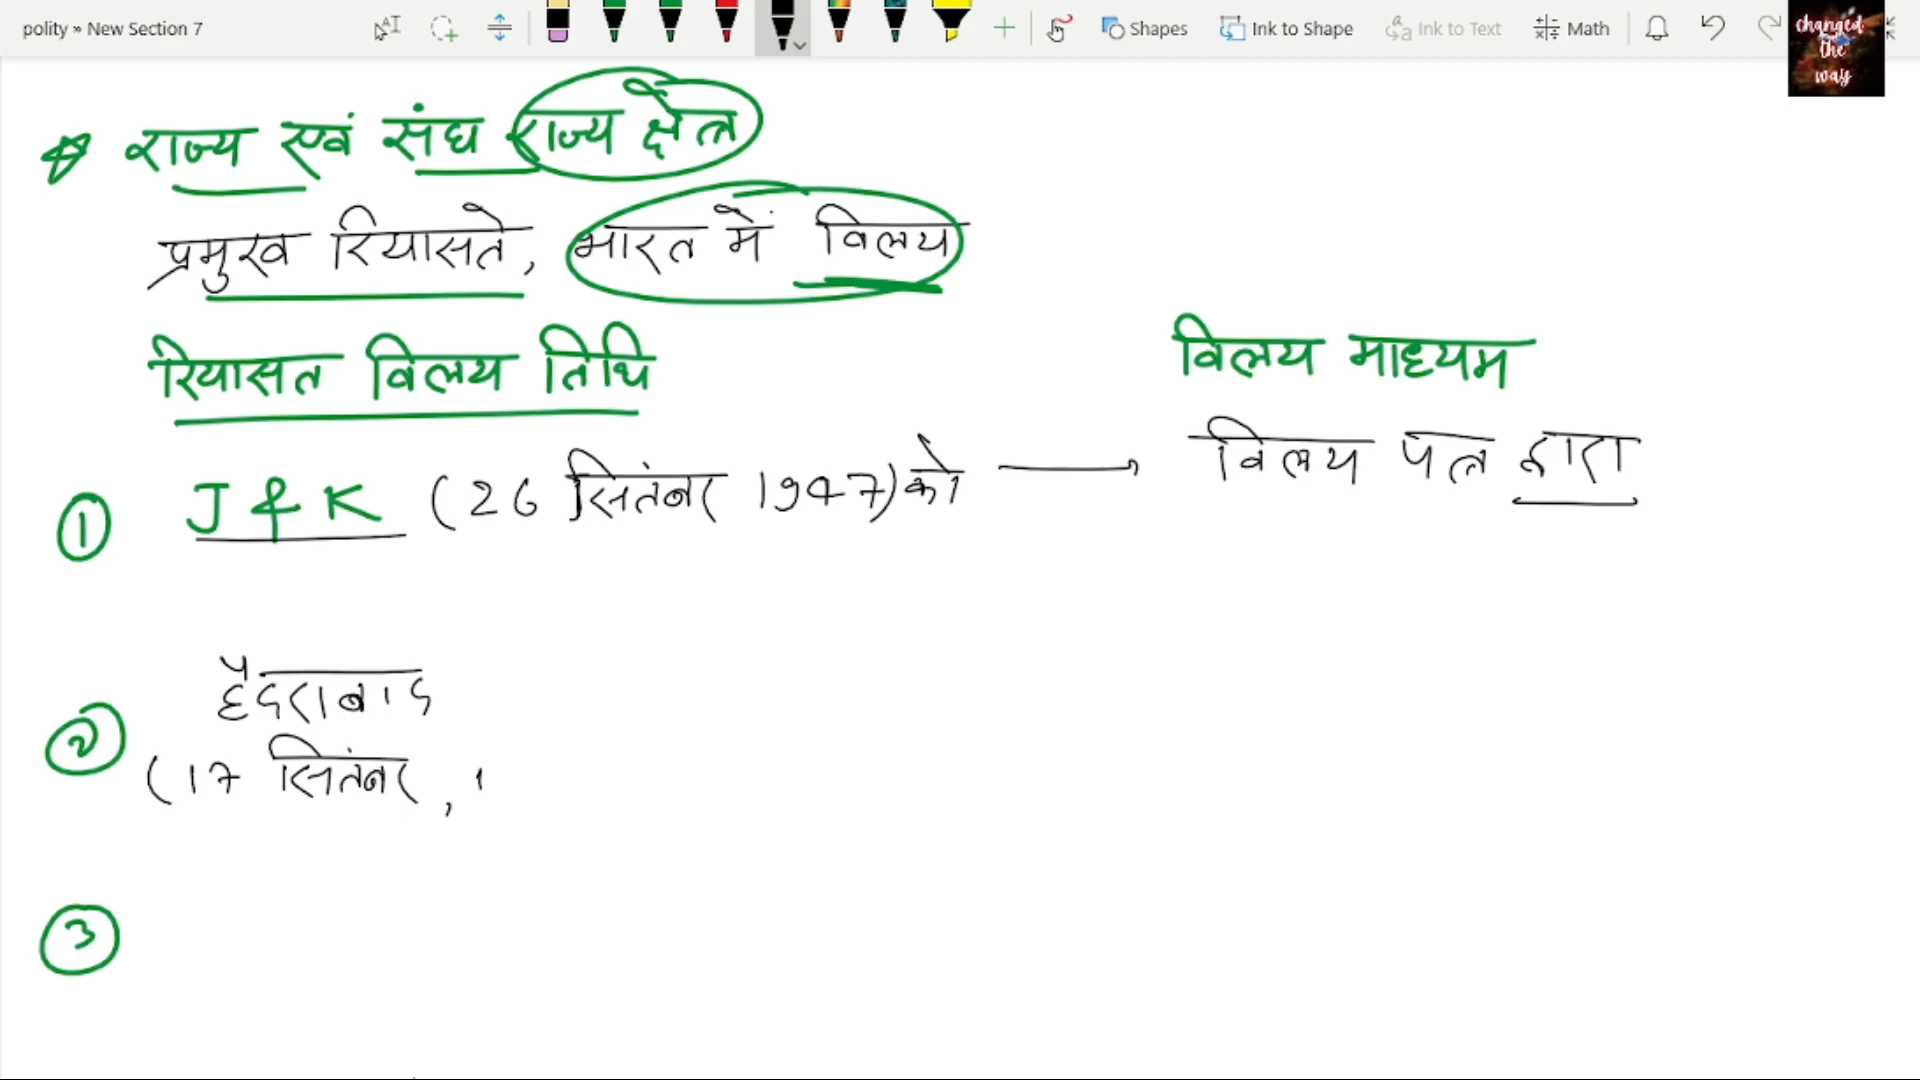 polity » New Section 7 Shapes Ink to Shape Ink to Text Math
changed
the
way
राज्य एवं संघ राज्य क्षेत्र
प्रमुख रियासते, भारत में विलय
रियासत विलय तिथि विलय माध्यम
① J & K (26 सितंबर 1947) को → विलय पत्र द्वारा
② हैदराबाद
(17 सितंबर, 1
③